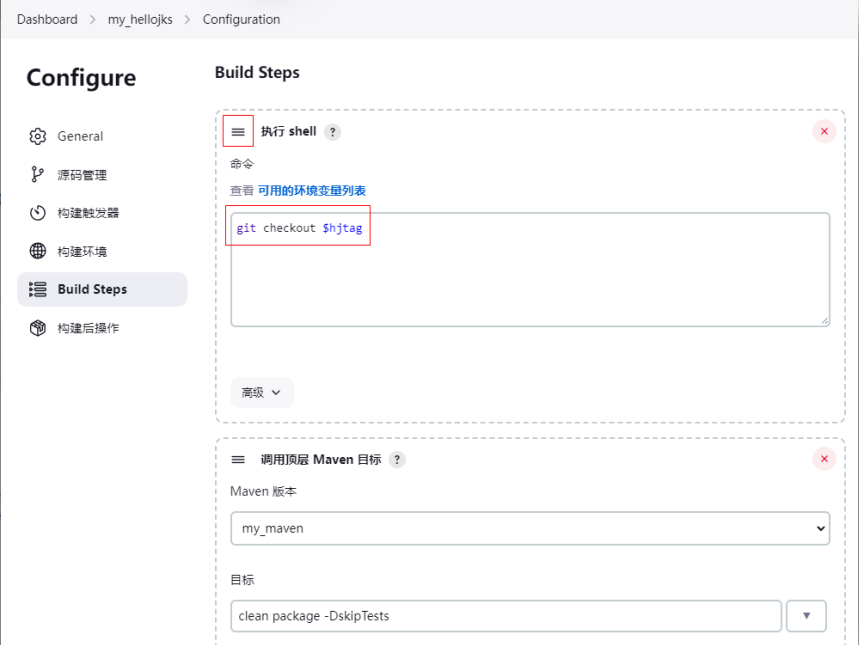 Dashboard > my_hellojks > Configuration
Configure
General
源码管理
构建触发器
构建环境
Build Steps
构建后操作
Build Steps
执行 shell ?
命令
查看 可用的环境变量列表
git checkout $hjtag
高级
调用顶层 Maven 目标 ?
Maven 版本
my_maven
目标
clean package -DskipTests